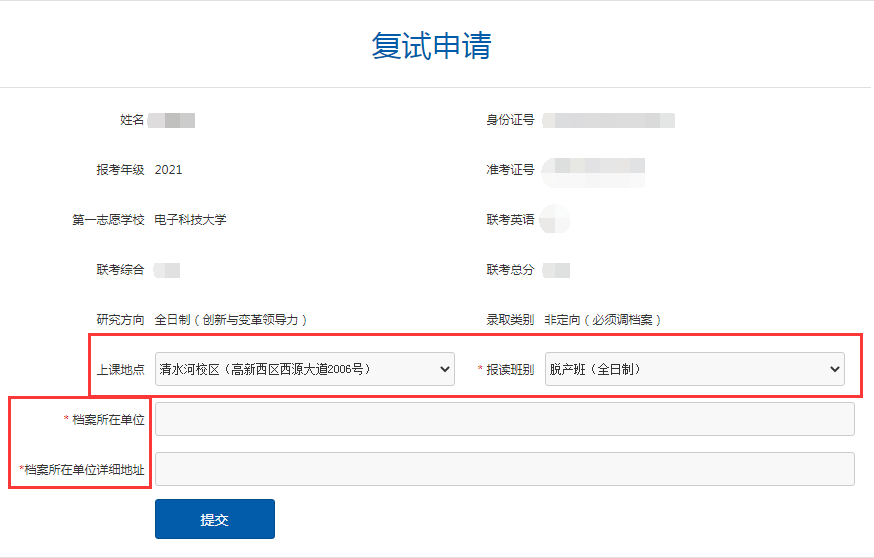 复试申请
姓名 身份证号
报考年级 2021 准考证号
第一志愿学校 电子科技大学 联考英语
联考综合 联考总分
研究方向 全日制（创新与变革领导力） 录取类别 非定向（必须调档案）
上课地点 清水河校区（高新西区西源大道2006号） * 报读班别 脱产班（全日制）
* 档案所在单位
*档案所在单位详细地址
提交